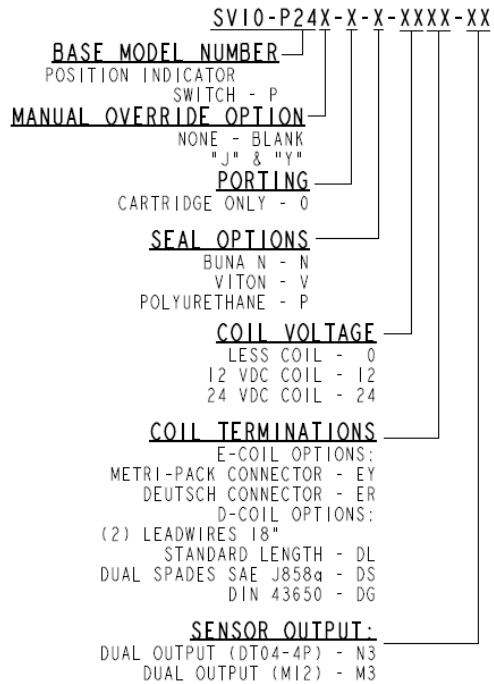 SV10-P24X-X-X-XXXX-XX
BASE MODEL NUMBER
POSITION INDICATOR
SWITCH - P
MANUAL OVERRIDE OPTION
NONE - BLANK
"J" & "Y"
PORTING
CARTRIDGE ONLY - 0
SEAL OPTIONS
BUNA N - N
VITON - V
POLYURETHANE - P
COIL VOLTAGE
LESS COIL - 0
12 VDC COIL - 12
24 VDC COIL - 24
COIL TERMINATIONS
E-COIL OPTIONS:
METRI-PACK CONNECTOR - EY
DEUTSCH CONNECTOR - ER
D-COIL OPTIONS:
(2) LEADWIRES 18"
STANDARD LENGTH - DL
DUAL SPADES SAE J858a - DS
DIN 43650 - DG
SENSOR OUTPUT:
DUAL OUTPUT (DT04-4P) - N3
DUAL OUTPUT (M12) - M3